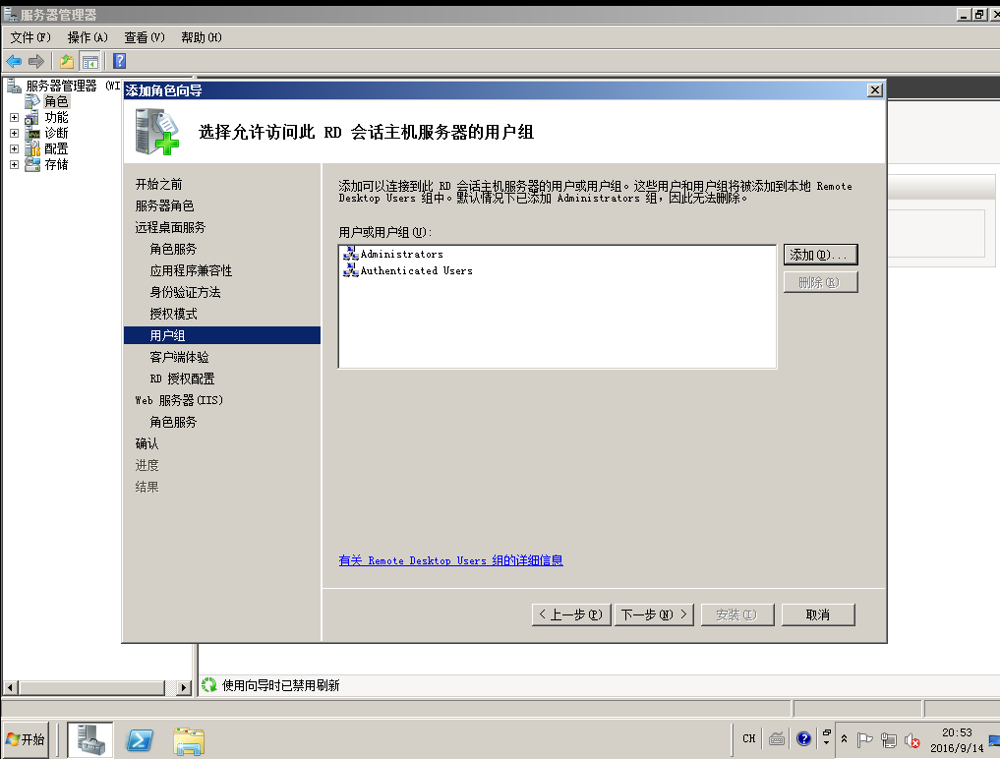 服务器管理器
文件(F) 操作(A) 查看(V) 帮助(H)
服务器管理器 (WI
角色
功能
诊断
配置
存储
添加角色向导
选择允许访问此 RD 会话主机服务器的用户组
开始之前
服务器角色
远程桌面服务
角色服务
应用程序兼容性
身份验证方法
授权模式
用户组
客户端体验
RD 授权配置
Web 服务器(IIS)
角色服务
确认
进度
结果
添加可以连接到此 RD 会话主机服务器的用户或用户组。这些用户和用户组将被添加到本地 Remote
Desktop Users 组中。默认情况下已添加 Administrators 组，因此无法删除。
用户或用户组(U):
Administrators
Authenticated Users
添加(D)...
删除(R)
有关 Remote Desktop Users 组的详细信息
< 上一步(P) 下一步(N) > 安装(I) 取消
使用向导时已禁用刷新
开始
CH
20:53
2016/9/14